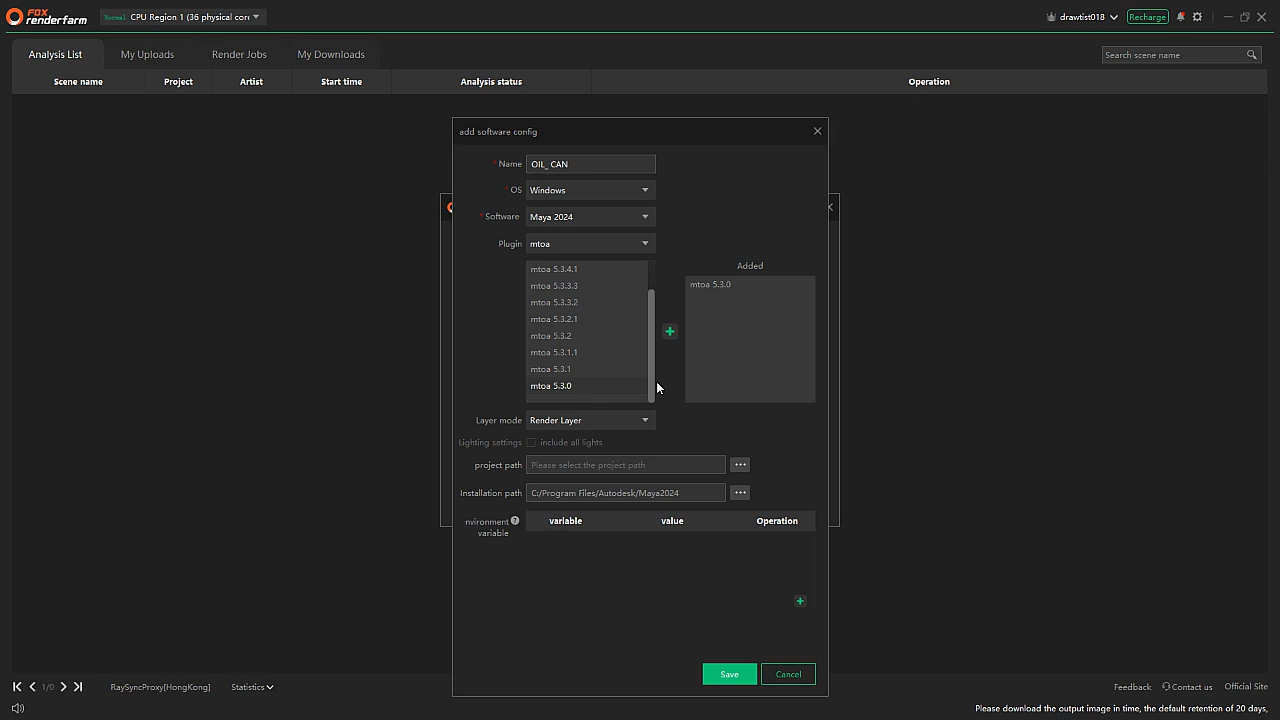 FOX renderfarm
Normal CPU Region 1 (36 physical core
drawtist018
Recharge
Analysis List
My Uploads
Render Jobs
My Downloads
Search scene name
Scene name
Project
Artist
Start time
Analysis status
Operation
add software config
* Name OIL_CAN
* OS Windows
* Software Maya 2024
Plugin mtoa
Added
mtoa 5.3.4.1
mtoa 5.3.3.3
mtoa 5.3.3.2
mtoa 5.3.2.1
mtoa 5.3.2
mtoa 5.3.1.1
mtoa 5.3.1
mtoa 5.3.0
mtoa 5.3.0
Layer mode Render Layer
Lighting settings include all lights
project path Please select the project path ...
Installation path C:/Program Files/Autodesk/Maya2024 ...
nvironment ?
variable
variable
value
Operation
Save
Cancel
1/0
RaySyncProxy[HongKong]
Statistics
Feedback
Contact us
Official Site
Please download the output image in time, the default retention of 20 days,